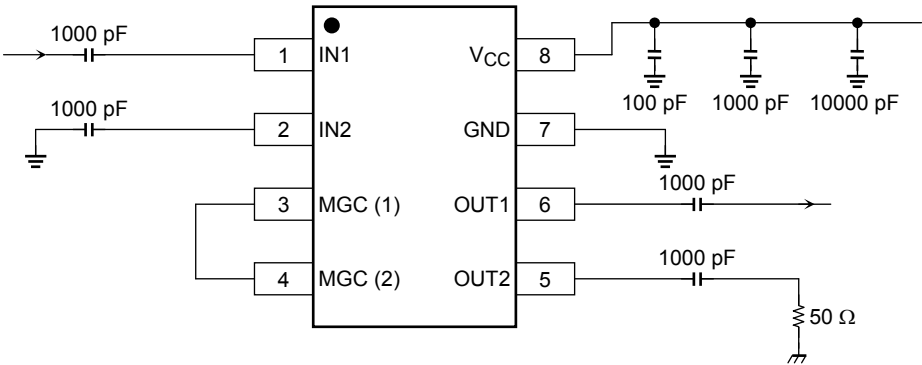 1000 pF
1 IN1 VCC 8
100 pF 1000 pF 10000 pF
1000 pF
2 IN2 GND 7
1000 pF
3 MGC (1) OUT1 6
1000 pF
4 MGC (2) OUT2 5
50 Ω